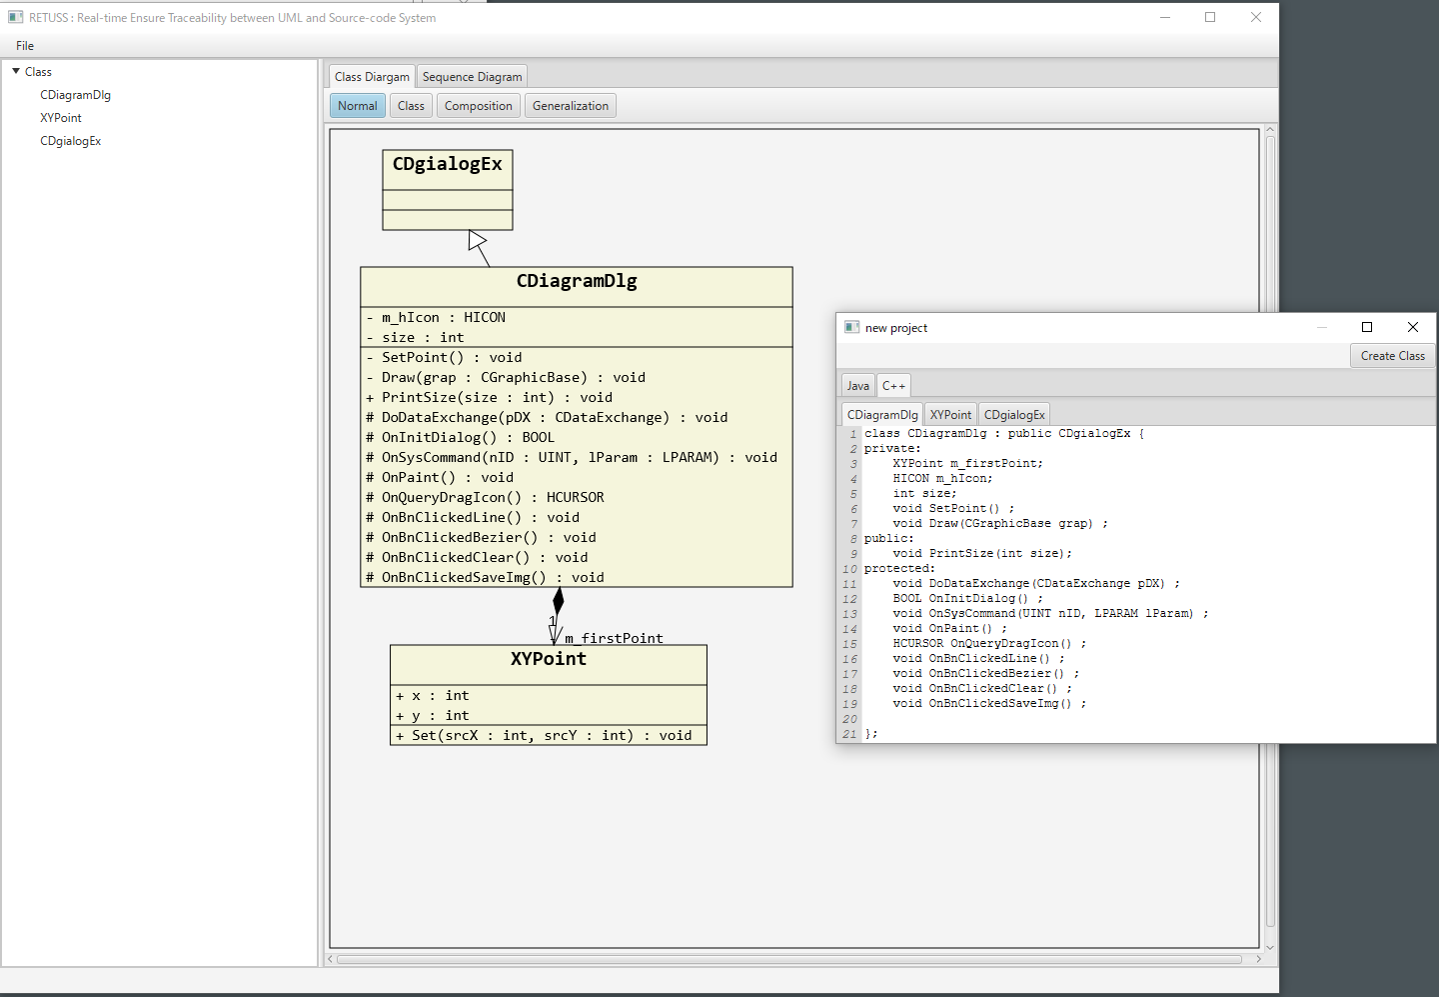 RETUSS : Real-time Ensure Traceability between UML and Source-code System
File
Class
CDiagramDlg
XYPoint
CDgialogEx
Class Diargam
Sequence Diagram
Normal
Class
Composition
Generalization
CDgialogEx
CDiagramDlg
- m_hIcon : HICON
- size : int
- SetPoint() : void
- Draw(grap : CGraphicBase) : void
+ PrintSize(size : int) : void
# DoDataExchange(pDX : CDataExchange) : void
# OnInitDialog() : BOOL
# OnSysCommand(nID : UINT, lParam : LPARAM) : void
# OnPaint() : void
# OnQueryDragIcon() : HCURSOR
# OnBnClickedLine() : void
# OnBnClickedBezier() : void
# OnBnClickedClear() : void
# OnBnClickedSaveImg() : void
1
m_firstPoint
XYPoint
+ x : int
+ y : int
+ Set(srcX : int, srcY : int) : void
new project
Create Class
Java
C++
CDiagramDlg
XYPoint
CDgialogEx
1 class CDiagramDlg : public CDgialogEx {
2 private:
3     XYPoint m_firstPoint;
4     HICON m_hIcon;
5     int size;
6     void SetPoint() ;
7     void Draw(CGraphicBase grap) ;
8 public:
9     void PrintSize(int size);
10 protected:
11     void DoDataExchange(CDataExchange pDX) ;
12     BOOL OnInitDialog() ;
13     void OnSysCommand(UINT nID, LPARAM lParam) ;
14     void OnPaint() ;
15     HCURSOR OnQueryDragIcon() ;
16     void OnBnClickedLine() ;
17     void OnBnClickedBezier() ;
18     void OnBnClickedClear() ;
19     void OnBnClickedSaveImg() ;
20
21 };